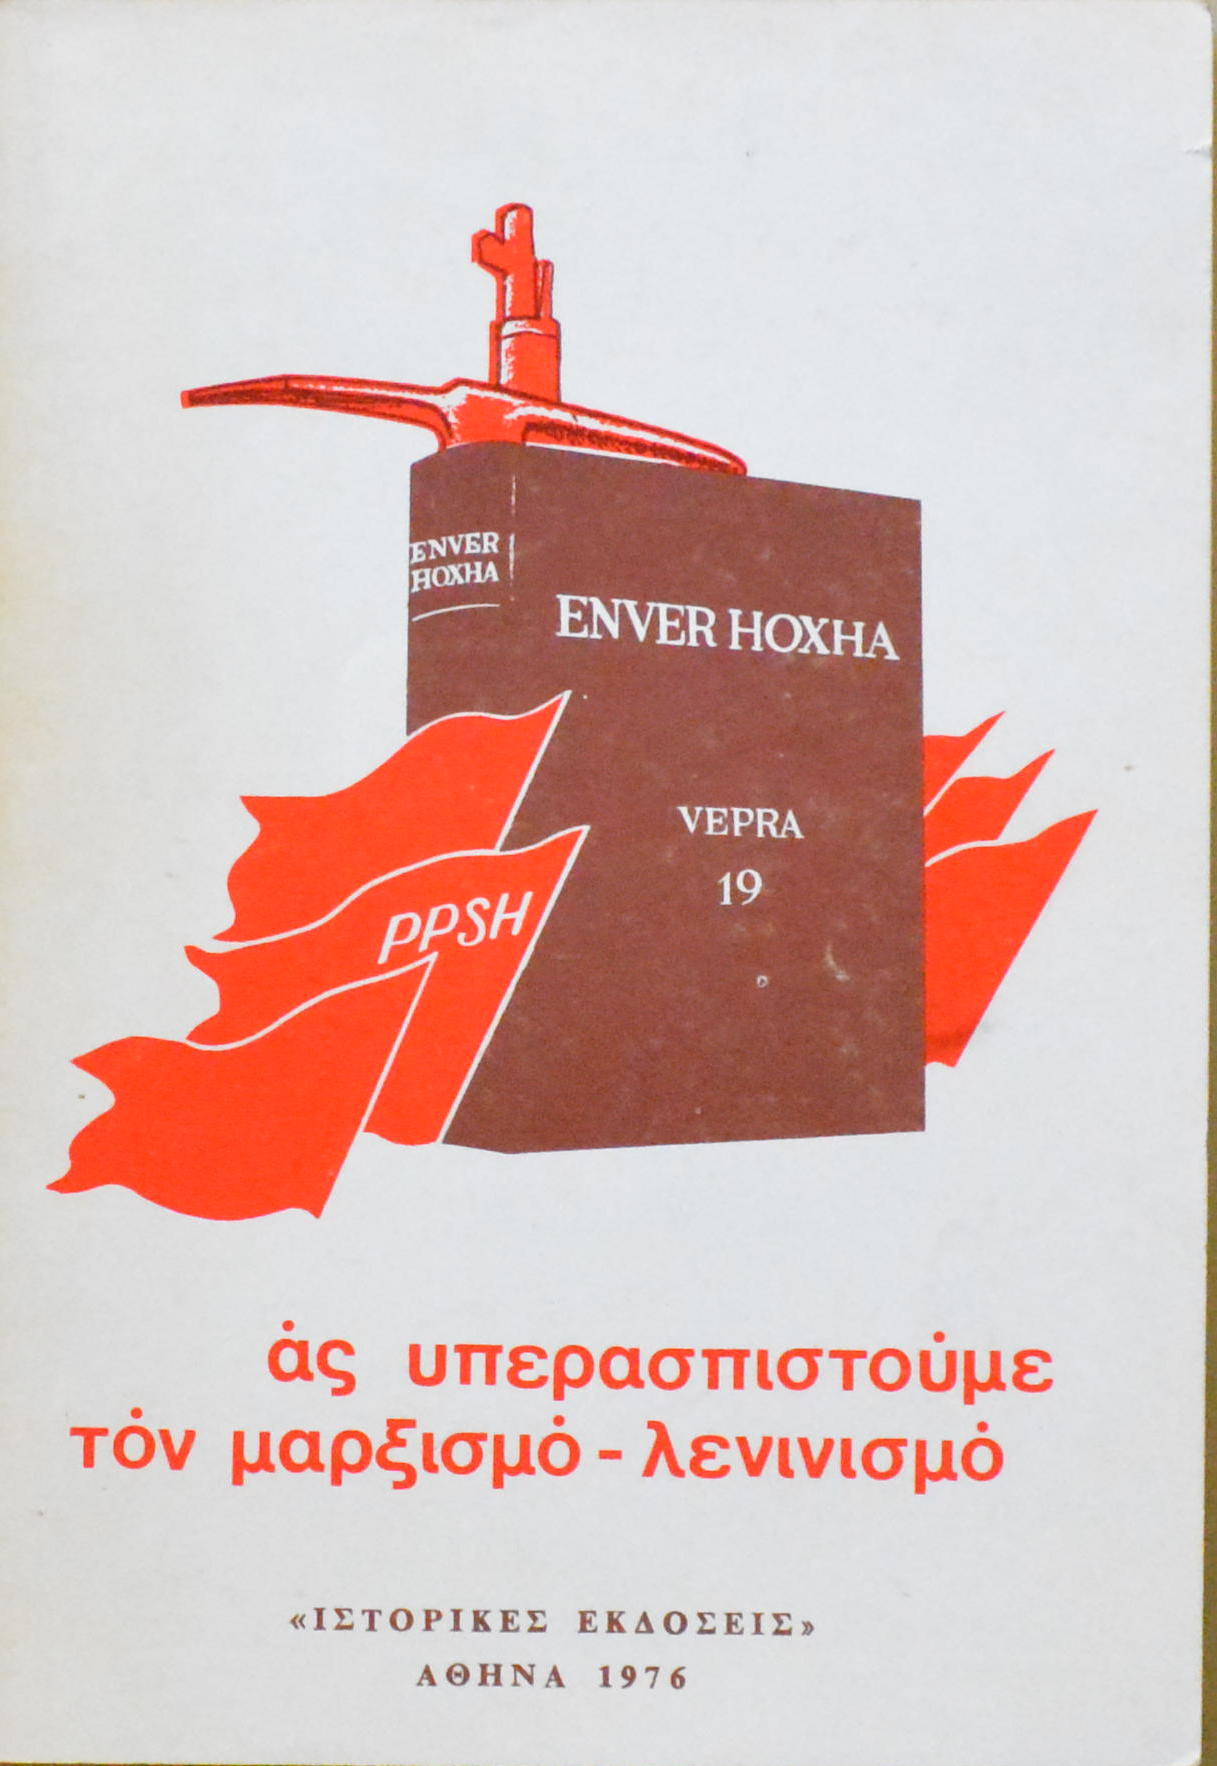 ENVER
HOXHA
ENVER HOXHA
VEPRA
19
PPSH
ἀς υπερασπιστούμε
τόν μαρξισμό - λενινισμό
«ΙΣΤΟΡΙΚΕΣ ΕΚΔΟΣΕΙΣ»
ΑΘΗΝΑ 1976